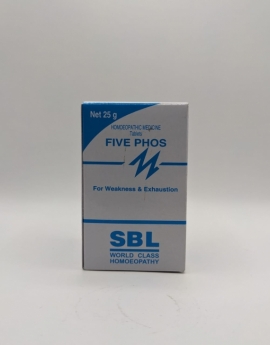 Net 25 g
HOMOEOPATHIC MEDICINE
Tablets
FIVE PHOS
For Weakness & Exhaustion
SBL
WORLD CLASS
HOMOEOPATHY